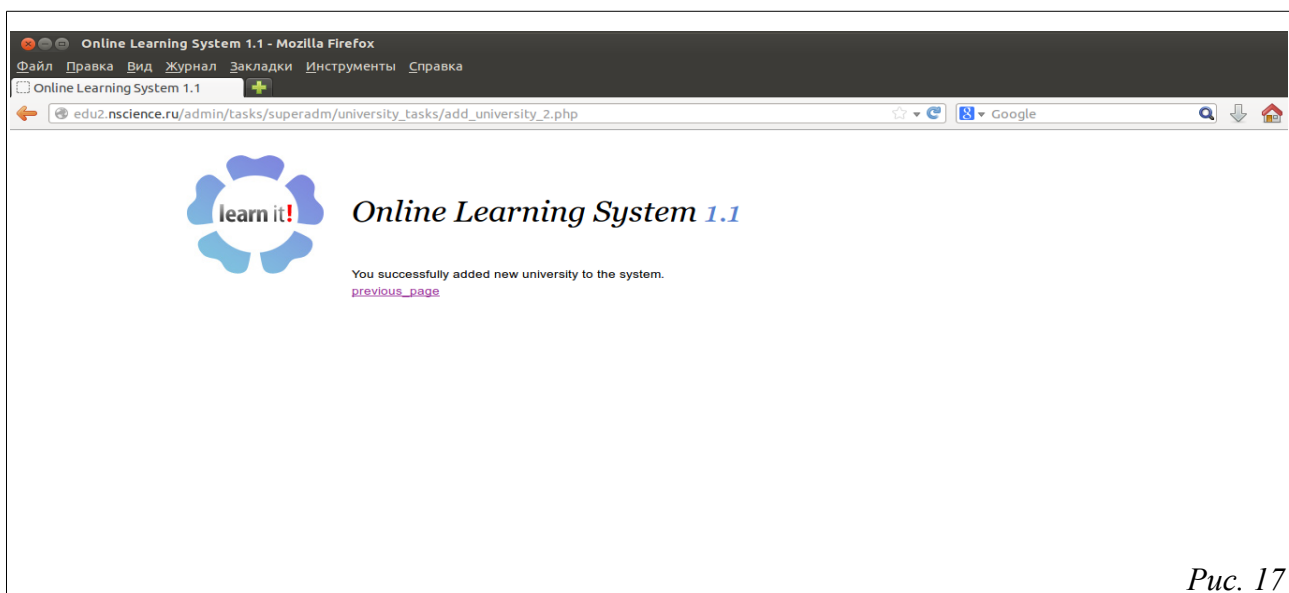 Online Learning System 1.1 - Mozilla Firefox
Файл Правка Вид Журнал Закладки Инструменты Справка
Online Learning System 1.1
edu2.nscience.ru/admin/tasks/superadm/university_tasks/add_university_2.php
8 Google
learn it!
Online Learning System 1.1
You successfully added new university to the system.
previous_page
Рис. 17